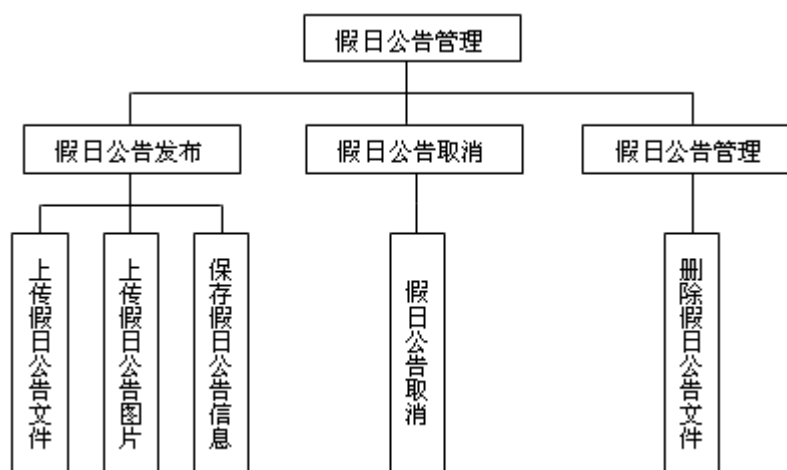 假日公告管理
假日公告发布
假日公告取消
假日公告管理
上传假日公告文件
上传假日公告图片
保存假日公告信息
假日公告取消
删除假日公告文件